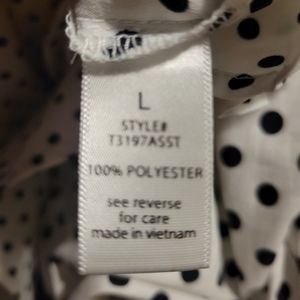 L
STYLE#
T3197ASST
100% POLYESTER
see reverse
for care
made in vietnam